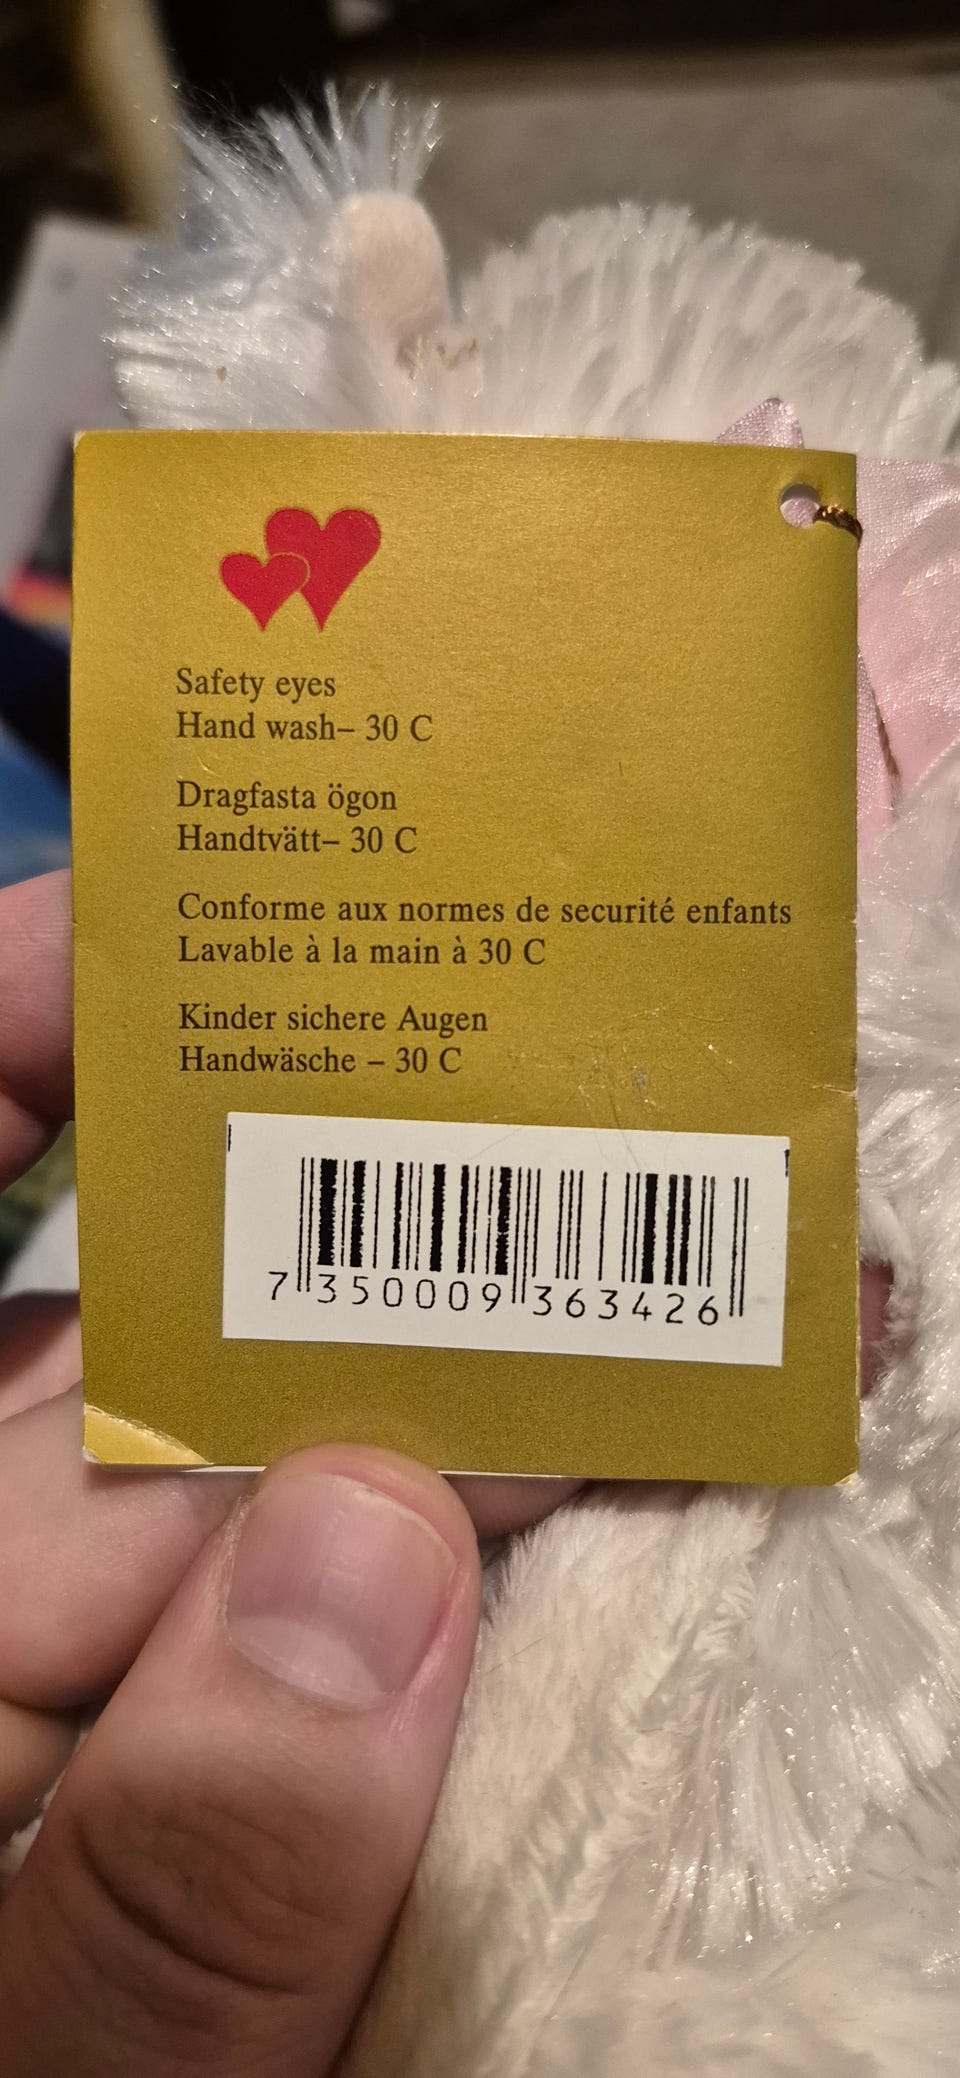 Safety eyes
Hand wash– 30 C
Dragfasta ögon
Handtvätt– 30 C
Conforme aux normes de securité enfants
Lavable à la main à 30 C
Kinder sichere Augen
Handwäsche – 30 C
7 350009 363426